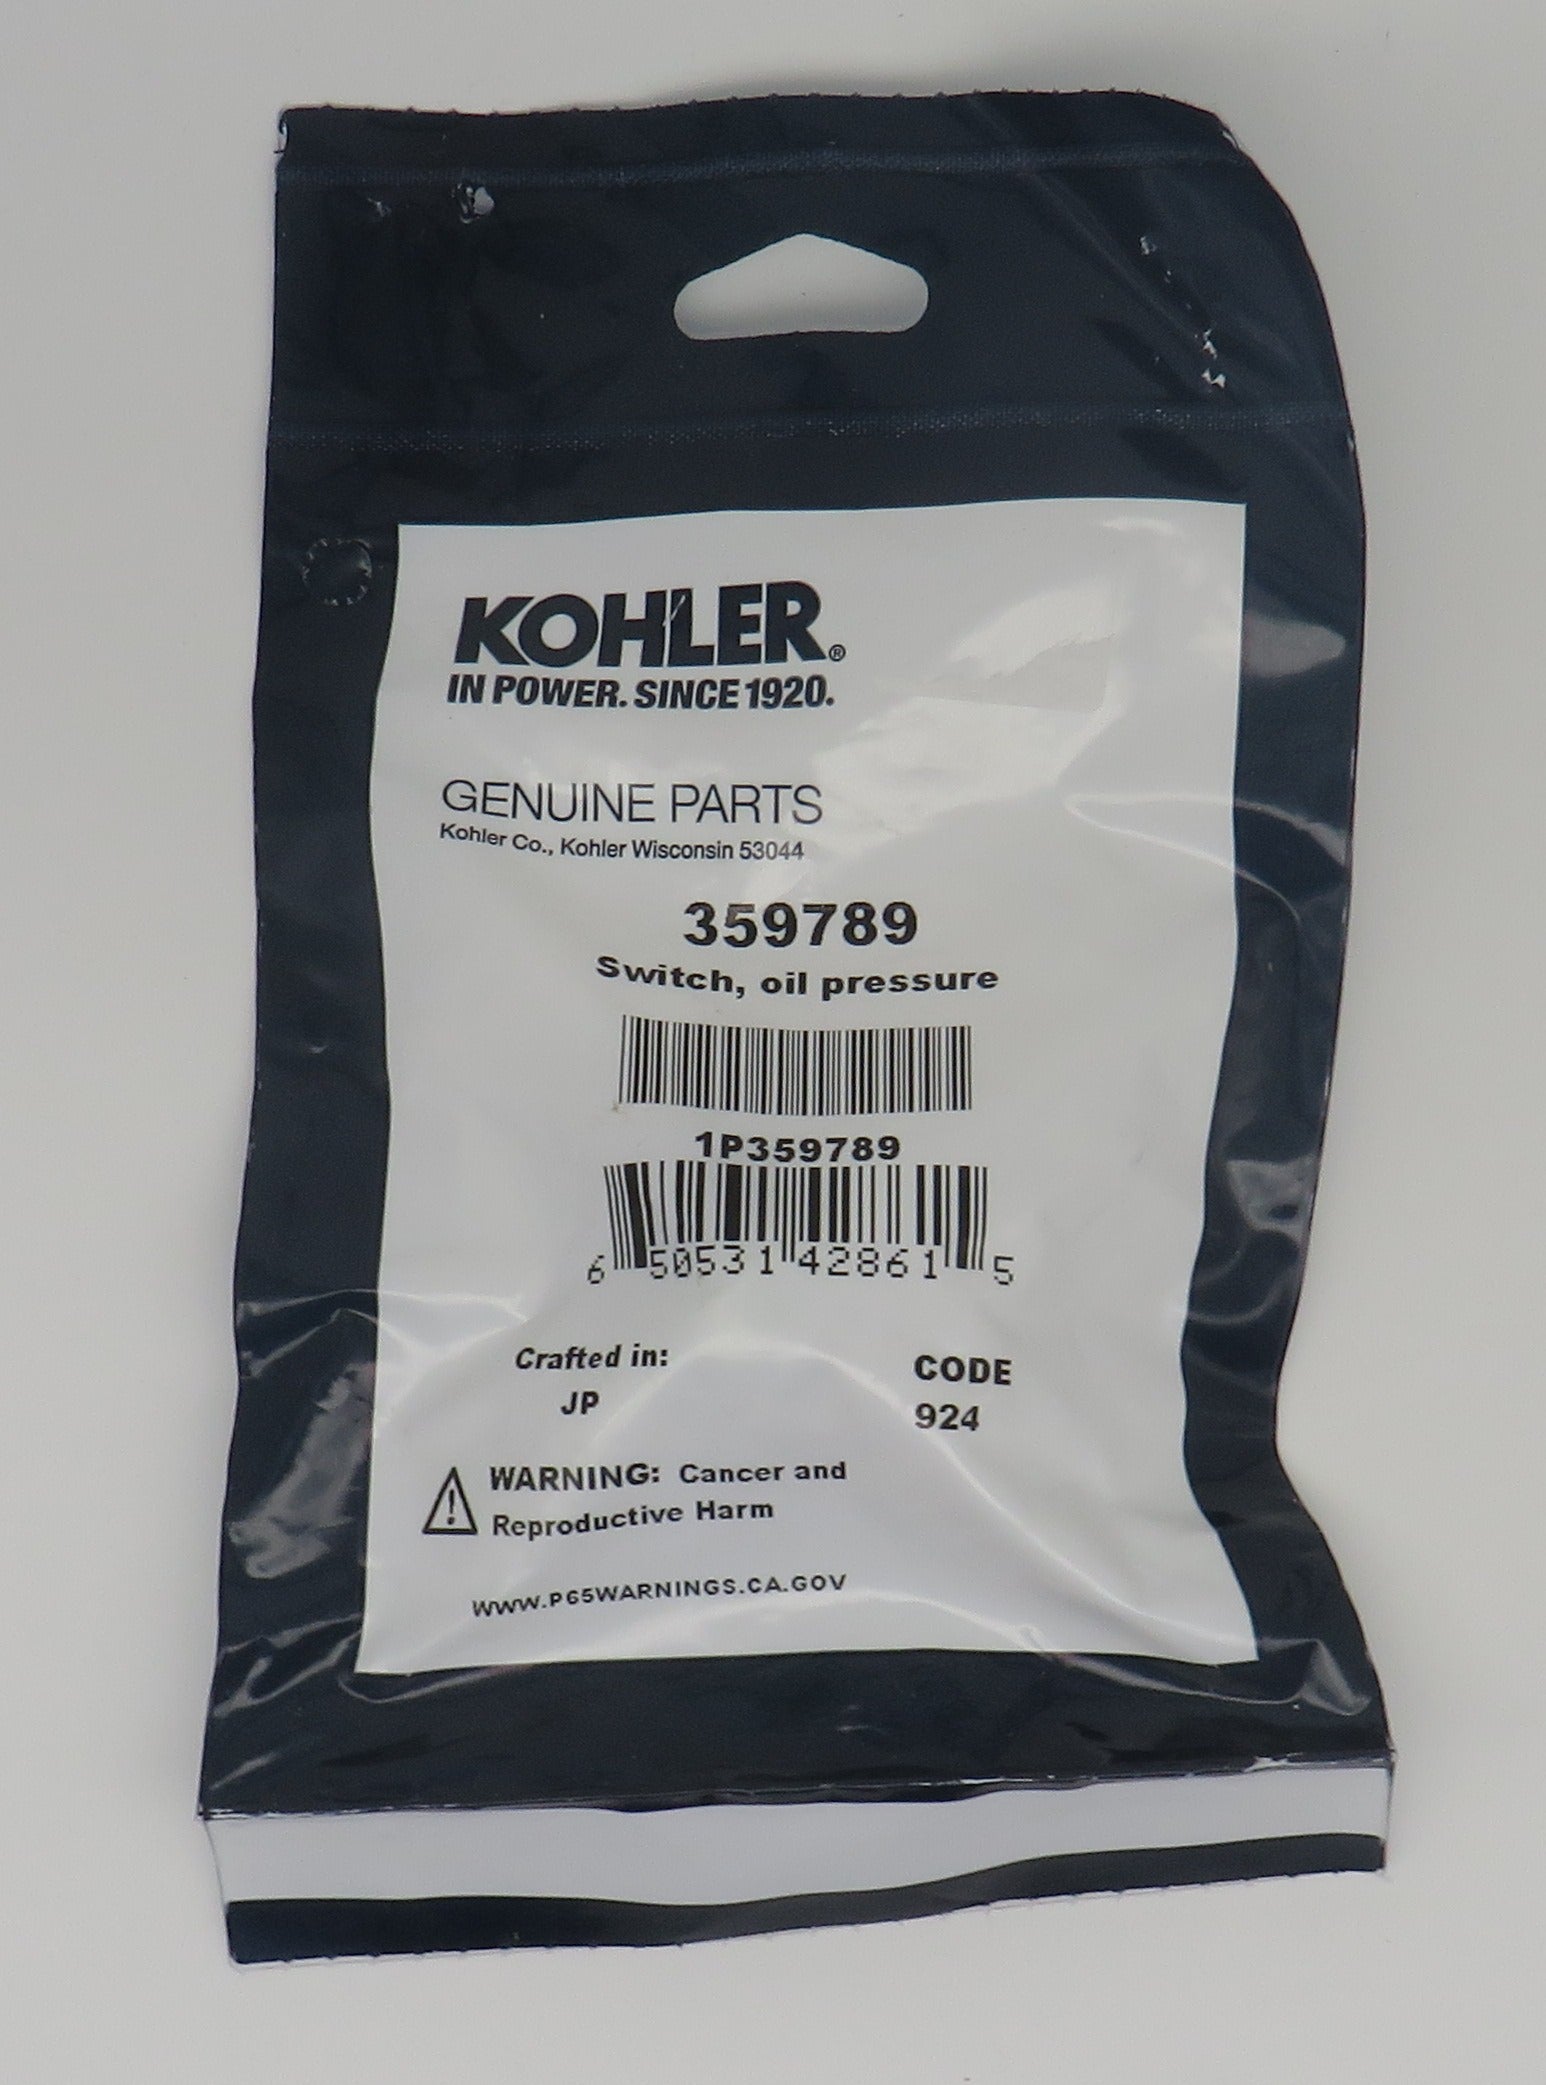 KOHLER®
IN POWER. SINCE 1920.
GENUINE PARTS
Kohler Co., Kohler Wisconsin 53044
359789
Switch, oil pressure
1P359789
6 50531 42861 5
Crafted in:
JP
CODE
924
WARNING: Cancer and
Reproductive Harm
WWW.P65WARNINGS.CA.GOV